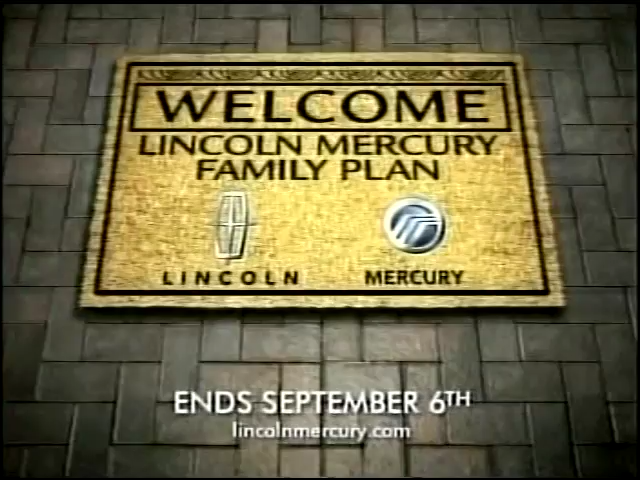 WELCOME
LINCOLN MERCURY
FAMILY PLAN
LINCOLN MERCURY
ENDS SEPTEMBER 6TH
lincolnmercury.com